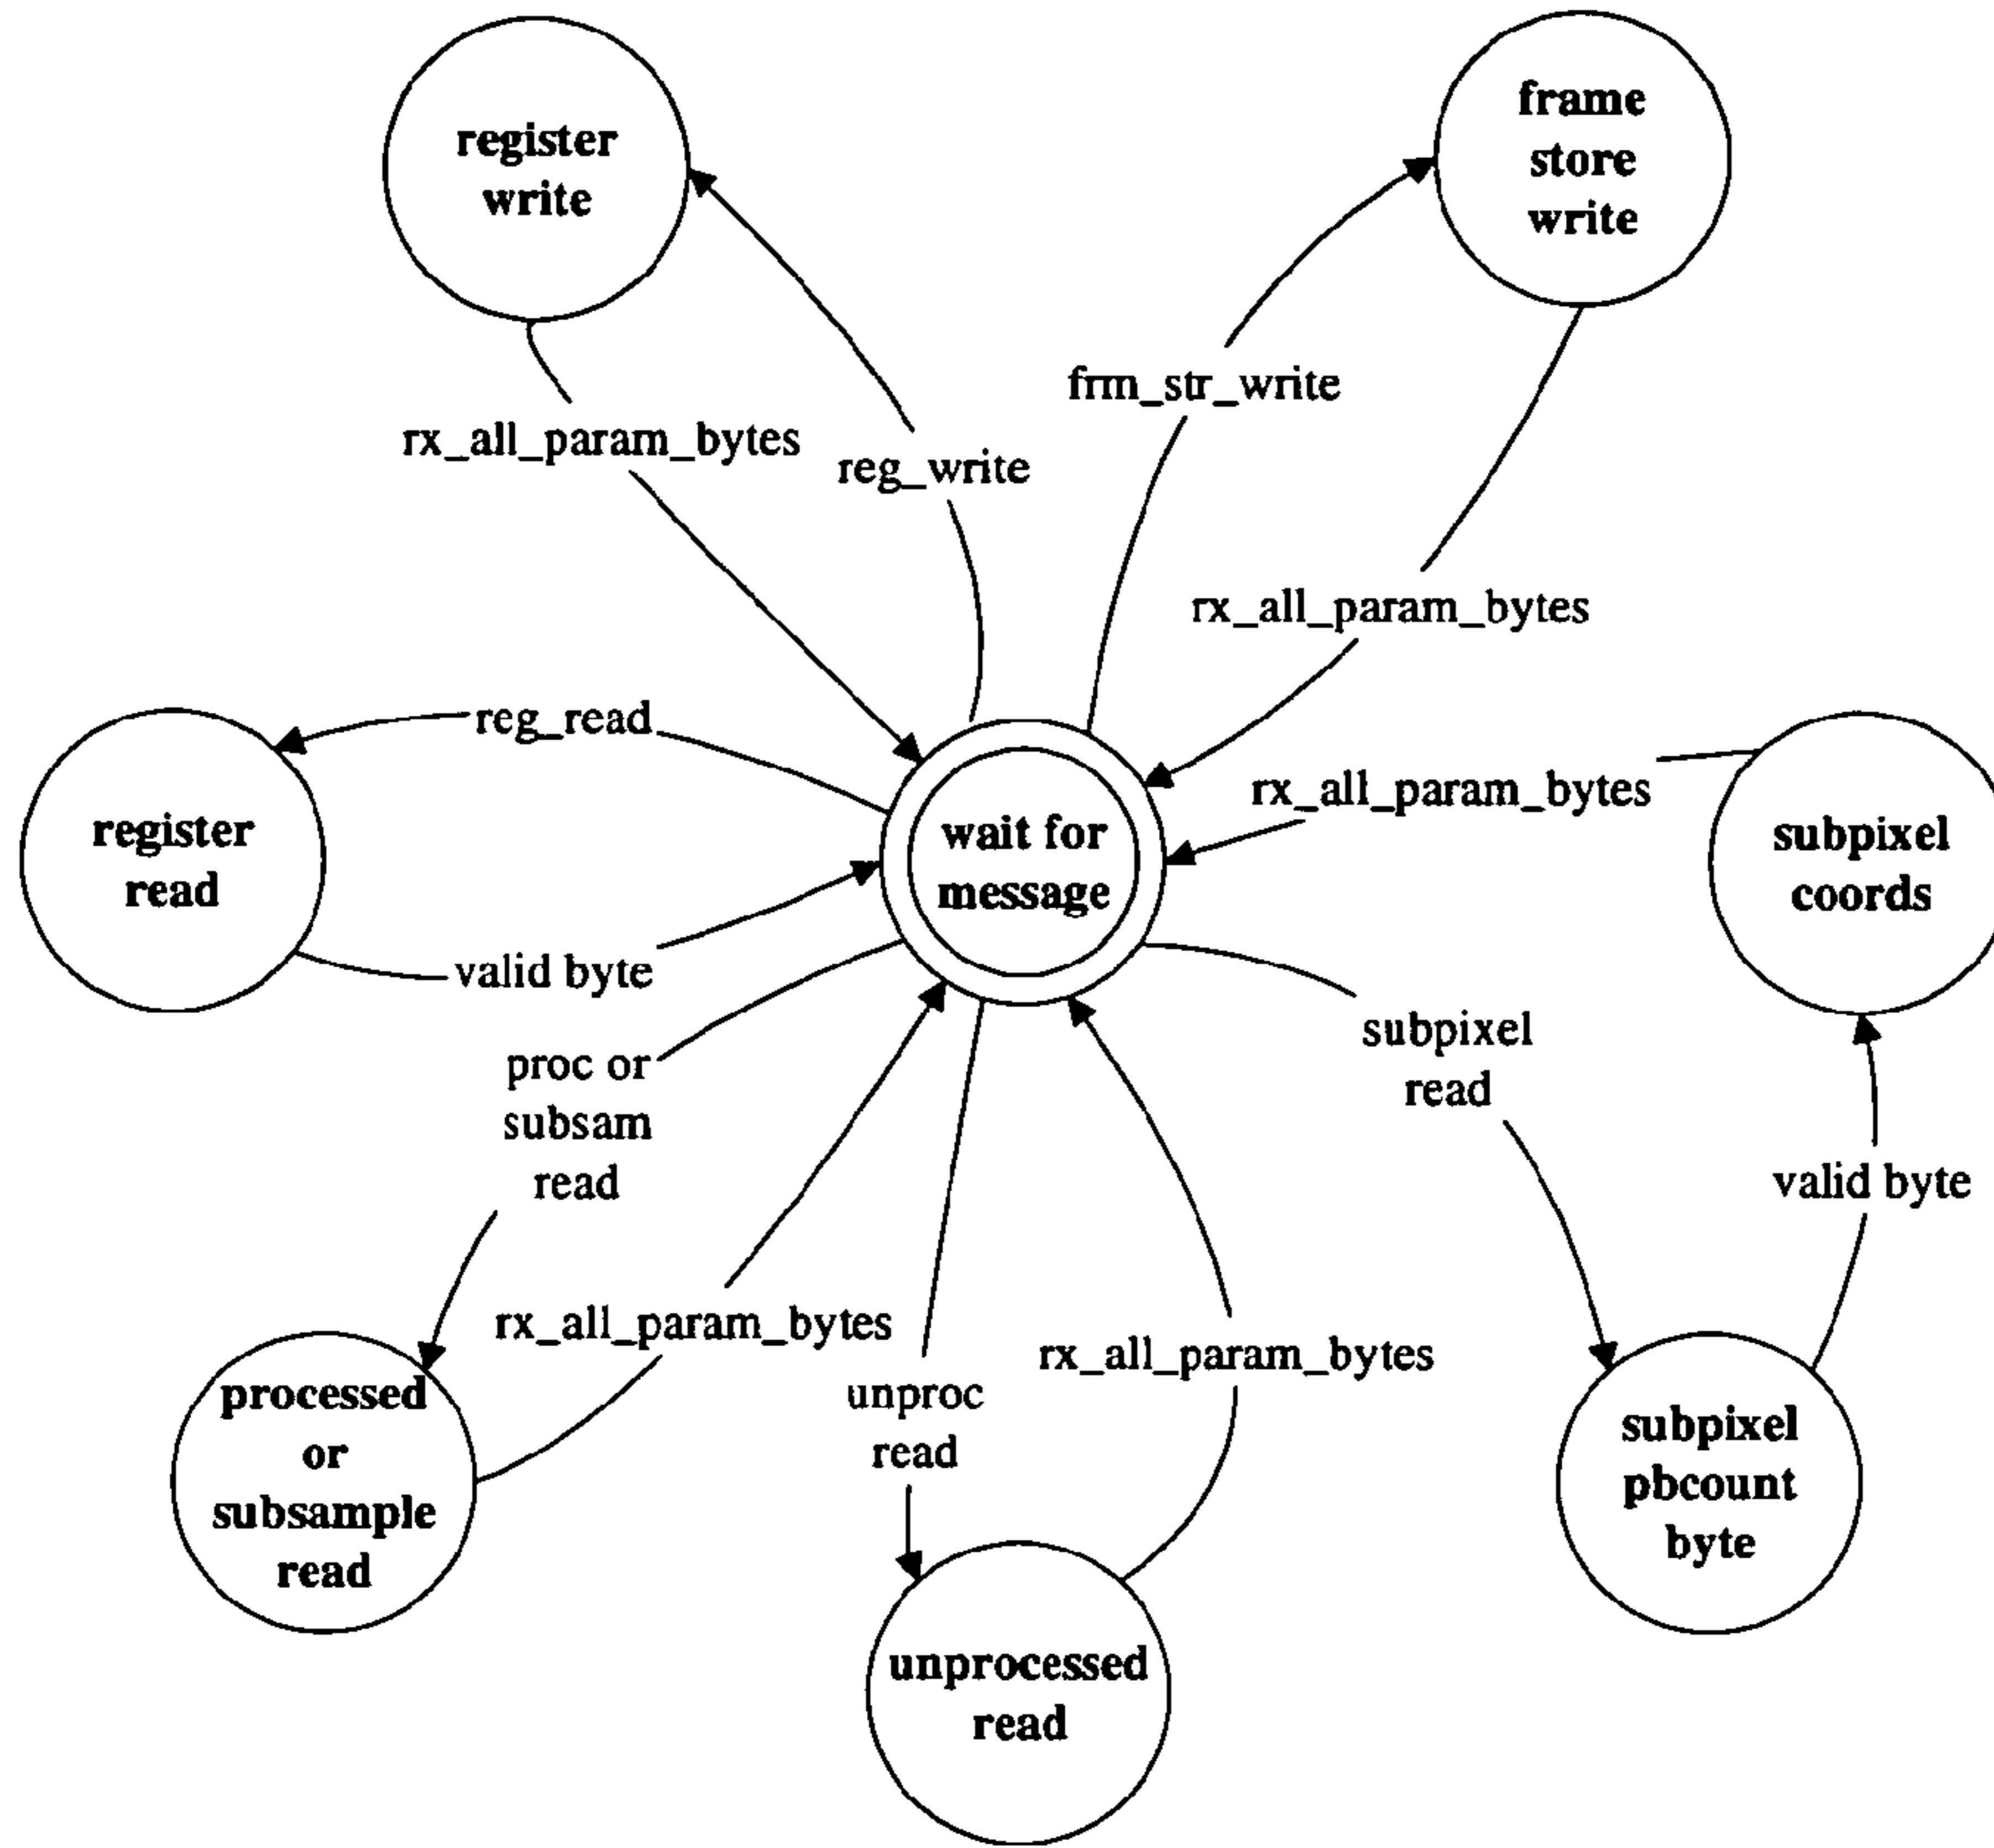 register
write
frame
store
write
frm_str_write
rx_all_param_bytes
reg_write
rx_all_param_bytes
reg_read
rx_all_param_bytes
register
read
wait for
message
subpixel
coords
valid byte
proc or
subsam
read
subpixel
read
valid byte
rx_all_param_bytes
rx_all_param_bytes
processed
or
subsample
read
unproc
read
subpixel
pbcount
byte
unprocessed
read